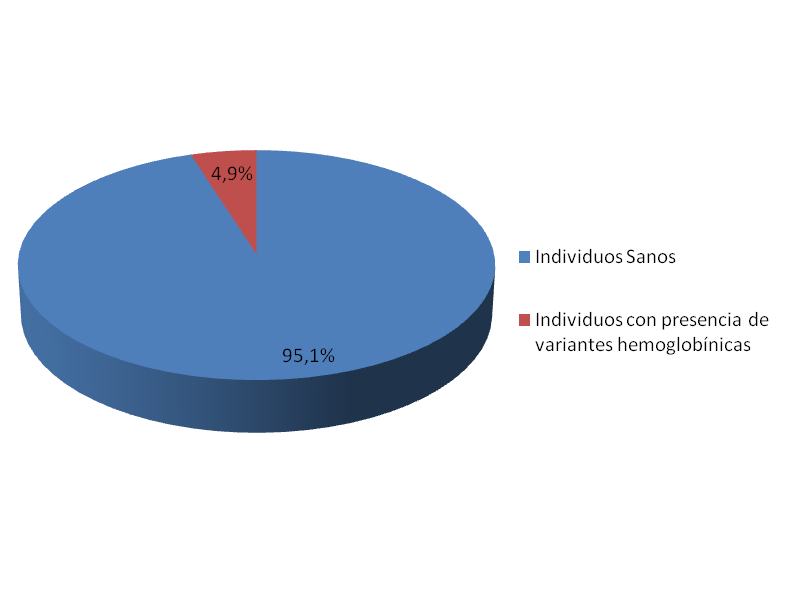 4,9%
95,1%
Individuos Sanos
Individuos con presencia de
variantes hemoglobínicas